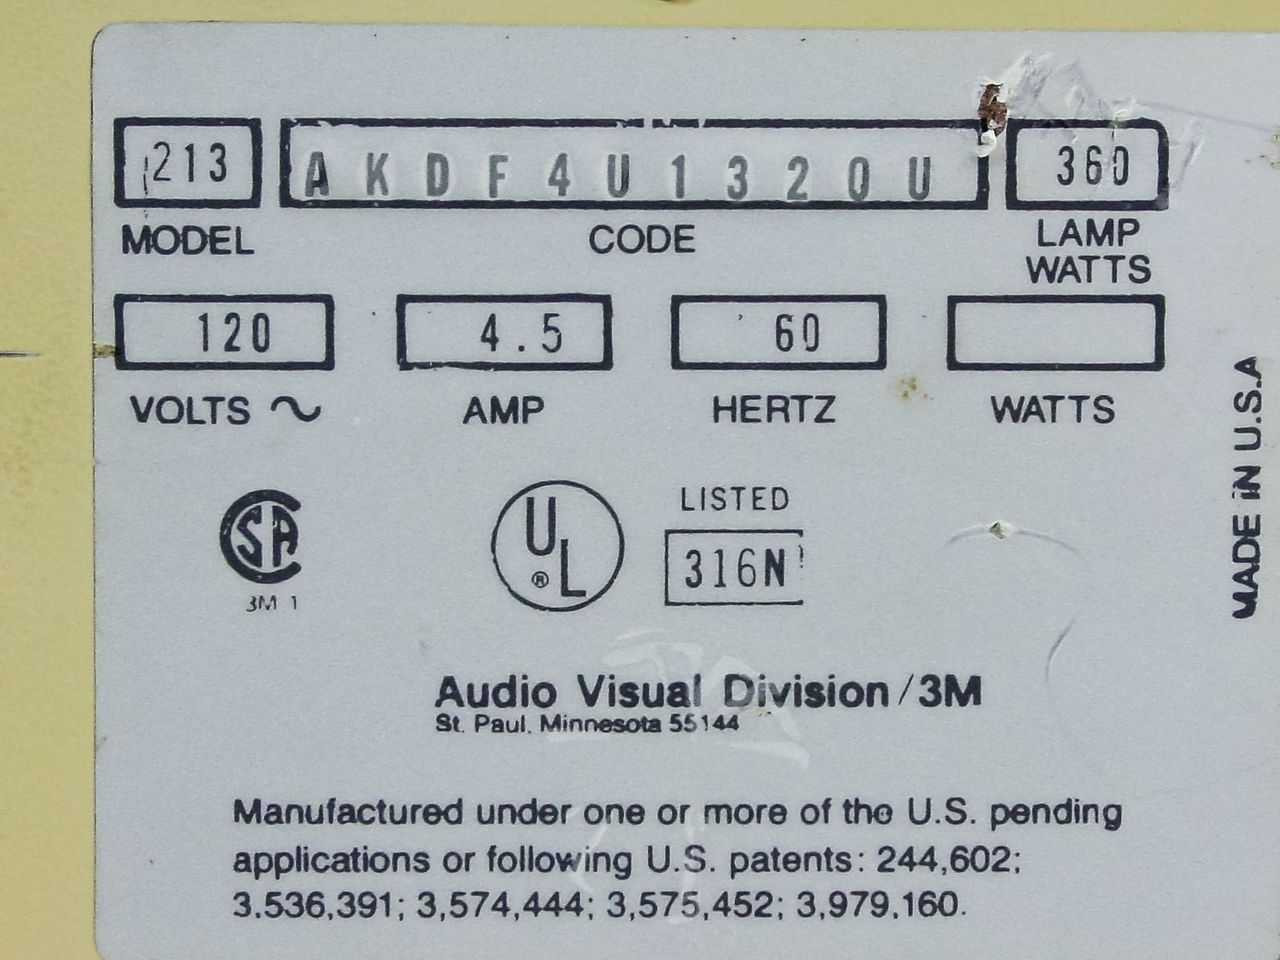 213 AKDF4U1320U 360
MODEL CODE LAMP WATTS
120 4.5 60
VOLTS ~ AMP HERTZ WATTS
MADE IN U.S.A
SA
3M 1
UL ®
LISTED
316N
Audio Visual Division/3M
St. Paul, Minnesota 55144
Manufactured under one or more of the U.S. pending
applications or following U.S. patents: 244,602;
3,536,391; 3,574,444; 3,575,452; 3,979,160.